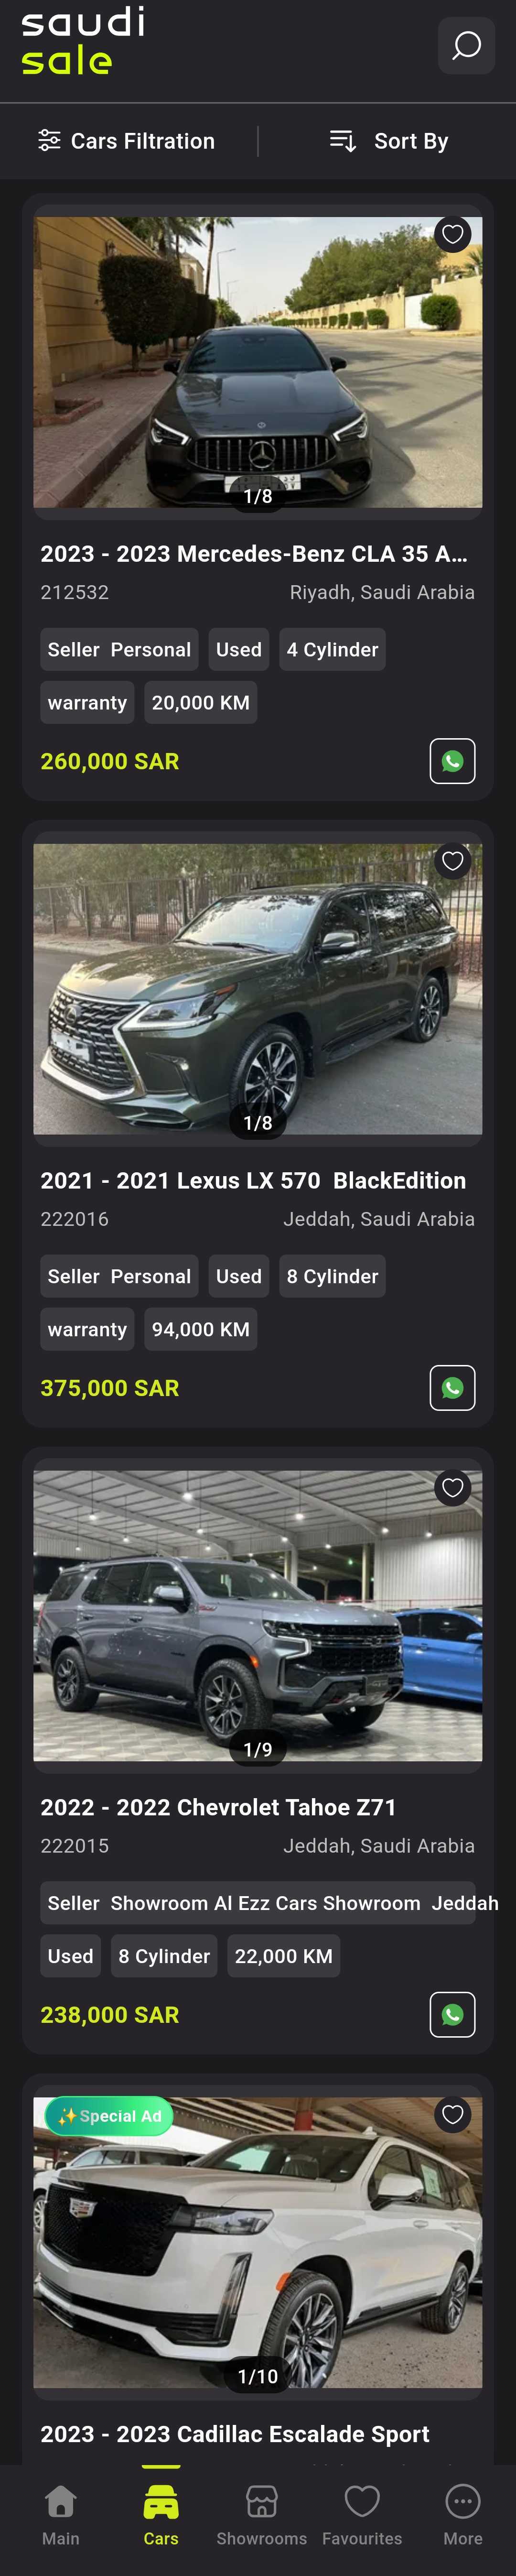 saudi
sale
Cars Filtration
Sort By
1/8
2023 - 2023 Mercedes-Benz CLA 35 A...
212532
Riyadh, Saudi Arabia
Seller  Personal
Used
4 Cylinder
warranty
20,000 KM
260,000 SAR
1/8
2021 - 2021 Lexus LX 570  BlackEdition
222016
Jeddah, Saudi Arabia
Seller  Personal
Used
8 Cylinder
warranty
94,000 KM
375,000 SAR
1/9
2022 - 2022 Chevrolet Tahoe Z71
222015
Jeddah, Saudi Arabia
Seller  Showroom Al Ezz Cars Showroom  Jeddah
Used
8 Cylinder
22,000 KM
238,000 SAR
✨Special Ad
1/10
2023 - 2023 Cadillac Escalade Sport
Main
Cars
Showrooms
Favourites
More